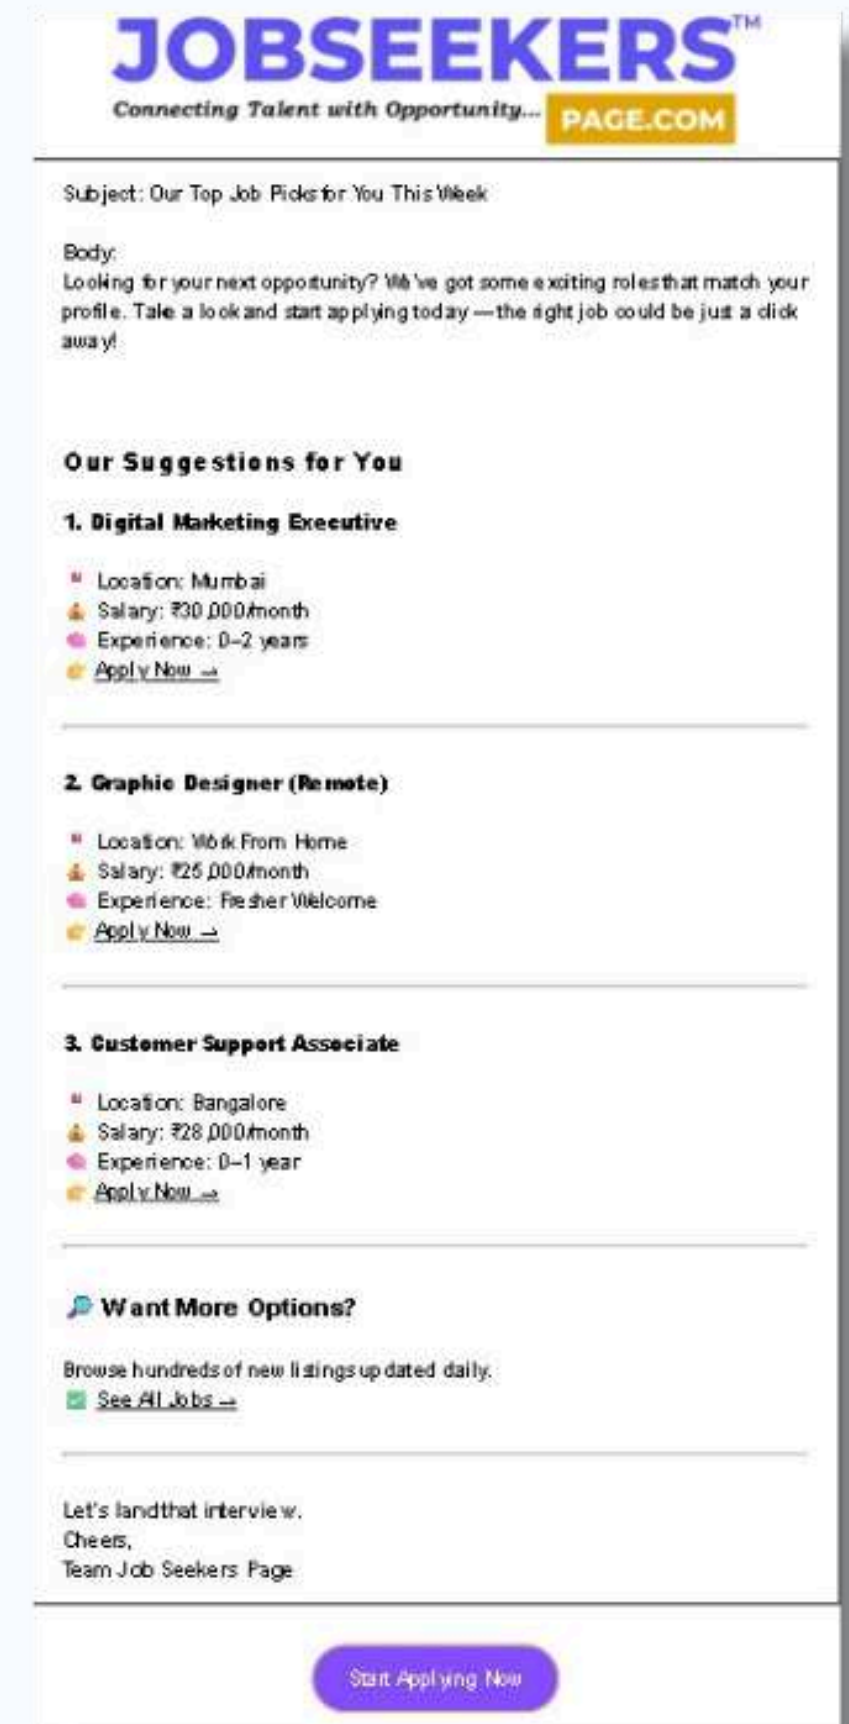 JOBSEEKERS™
Connecting Talent with Opportunity...
PAGE.COM
Subject: Our Top Job Picks for You This Week
Body:
Looking for your next opportunity? We've got some exciting roles that match your
profile. Take a look and start applying today — the right job could be just a click
away!
Our Suggestions for You
1. Digital Marketing Executive
Location: Mumbai
Salary: ₹30,000/month
Experience: 0–2 years
Apply Now →
2. Graphic Designer (Remote)
Location: Work From Home
Salary: ₹25,000/month
Experience: Fresher Welcome
Apply Now →
3. Customer Support Associate
Location: Bangalore
Salary: ₹28,000/month
Experience: 0–1 year
Apply Now →
Want More Options?
Browse hundreds of new listings updated daily.
See All Jobs →
Let's land that interview.
Cheers,
Team Job Seekers Page
Start Applying Now